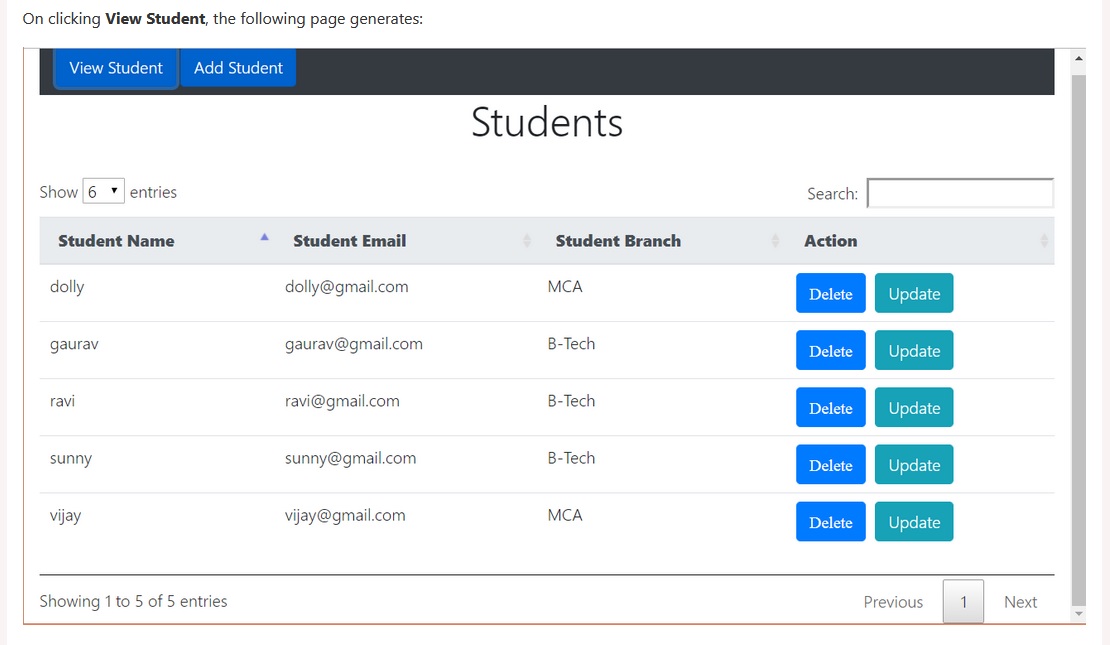 On clicking View Student, the following page generates:
View Student Add Student
Students
Show 6 entries Search:
Student Name Student Email Student Branch Action
dolly dolly@gmail.com MCA Delete Update
gaurav gaurav@gmail.com B-Tech Delete Update
ravi ravi@gmail.com B-Tech Delete Update
sunny sunny@gmail.com B-Tech Delete Update
vijay vijay@gmail.com MCA Delete Update
Showing 1 to 5 of 5 entries Previous 1 Next